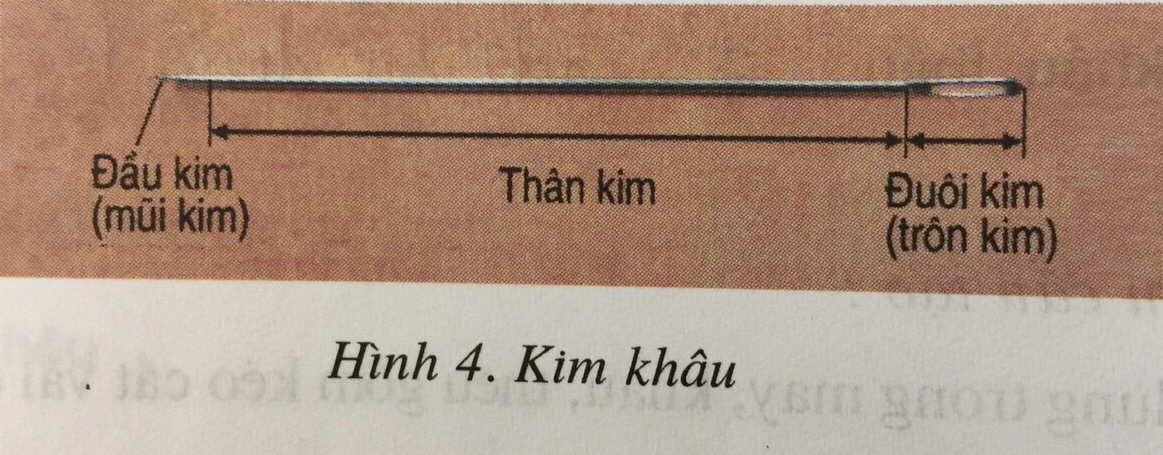 Đầu kim
(mũi kim)
Thân kim
Đuôi kim
(trôn kim)
Hình 4. Kim khâu